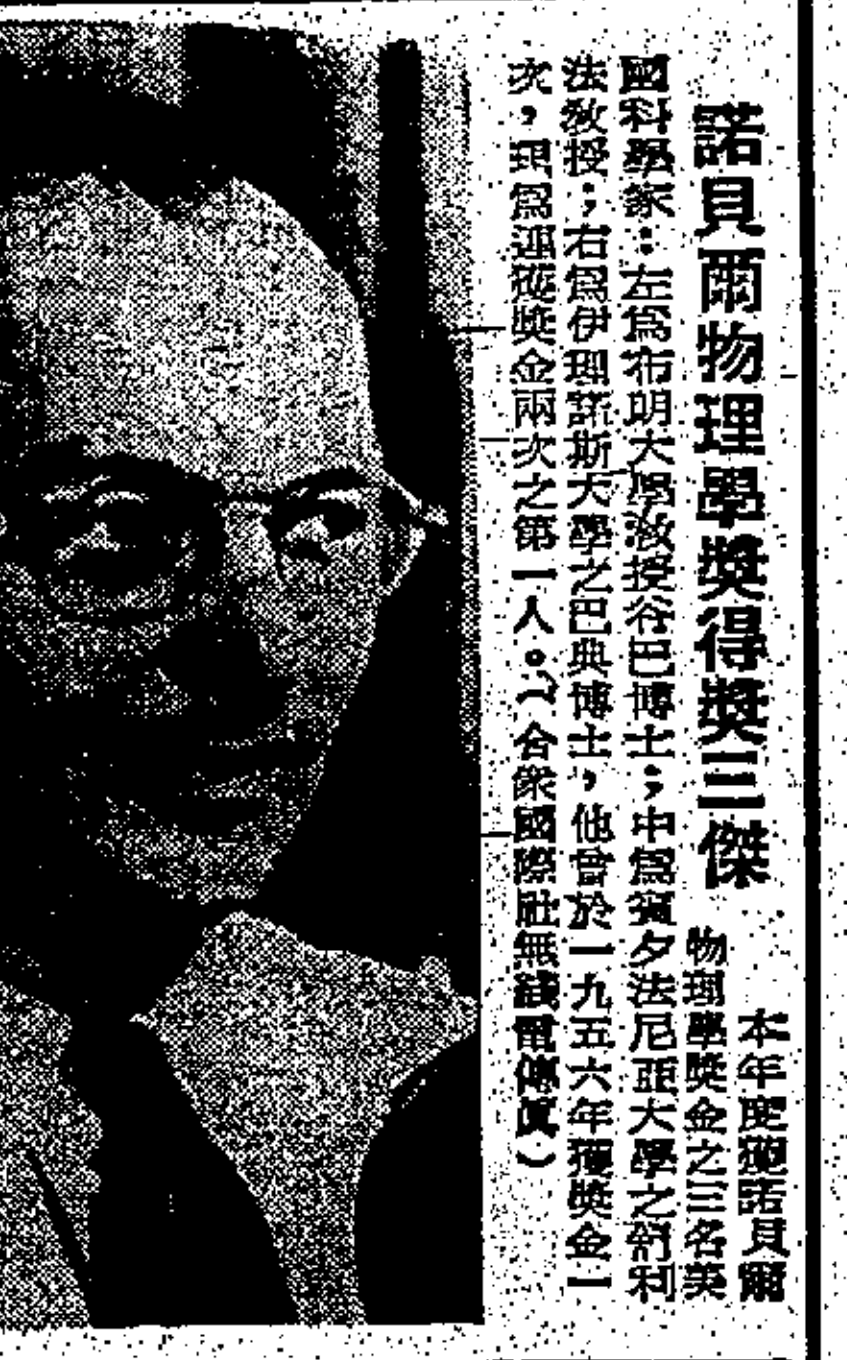 諾貝爾物理學獎得獎三傑
本年度獲諾貝爾
物理學獎金之三名美
國科學家：左為布明大學教授谷巴博士；中為賓夕法尼亞大學之舒利
法教授；右為伊理諾斯大學之巴典博士，他曾於一九五六年獲獎金一
次，現為連獲獎金兩次之第一人。（合眾國際社無綫電傳真）